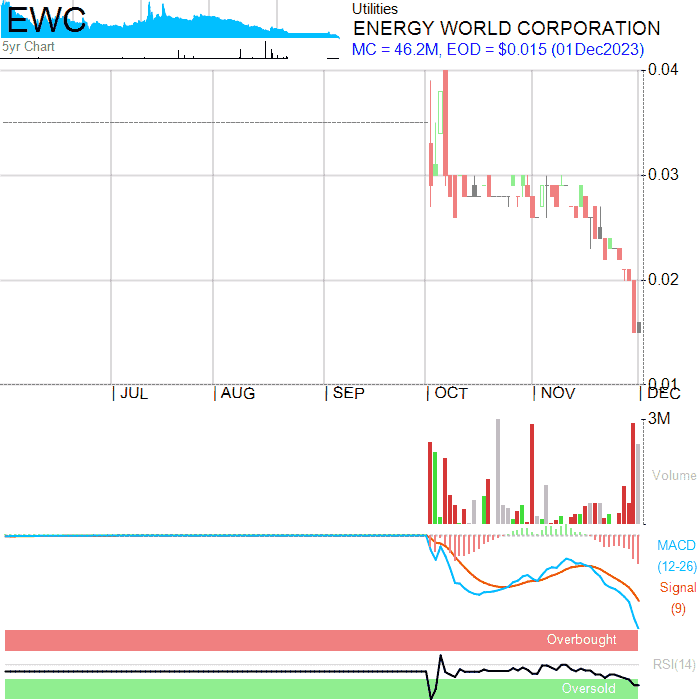 EWC
5yr Chart
Utilities
ENERGY WORLD CORPORATION
MC = 46.2M, EOD = $0.015 (01Dec2023)
0.04
0.03
0.02
0.01
JUL AUG SEP OCT NOV DEC
3M
Volume
MACD
(12-26)
Signal
(9)
Overbought
RSI(14)
Oversold